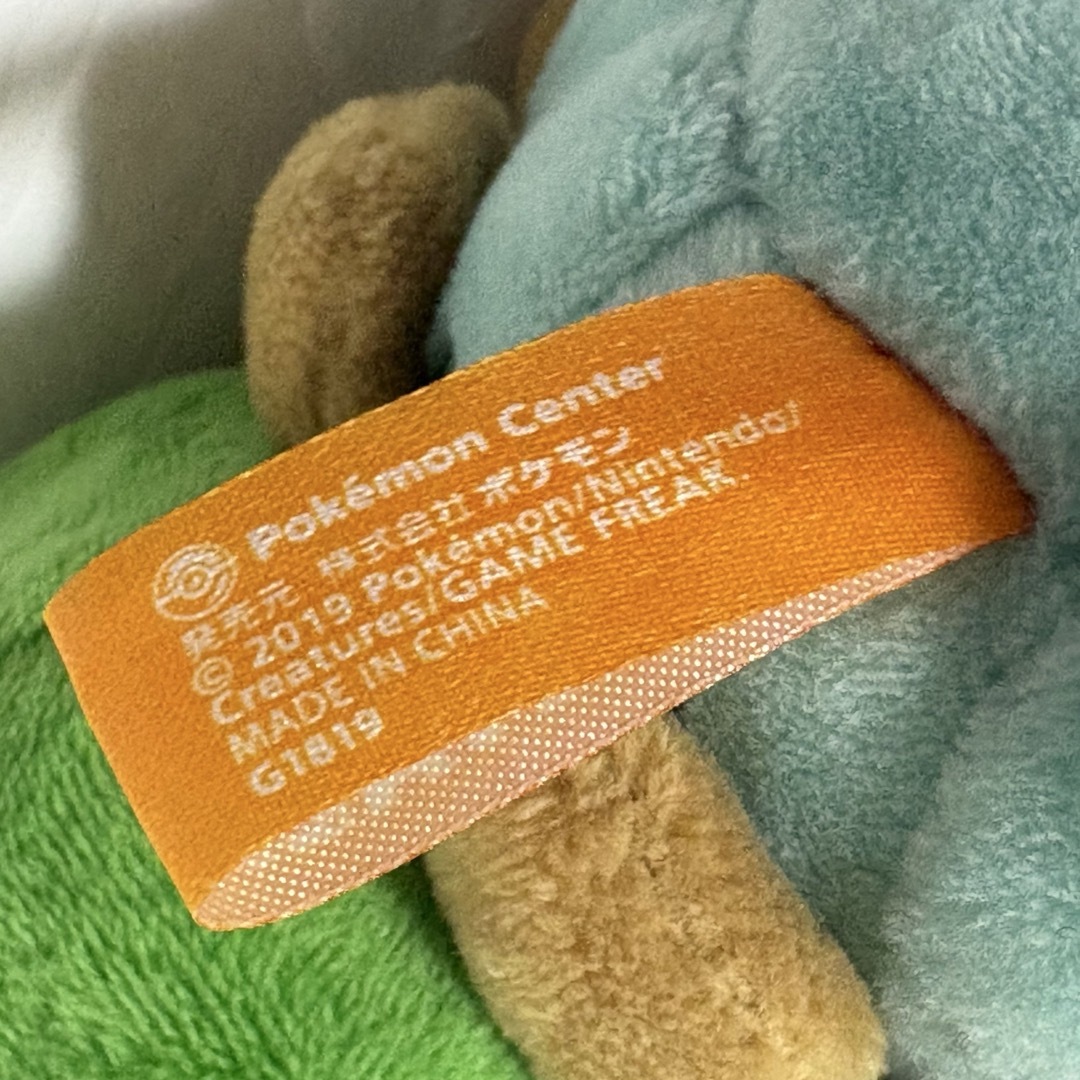 Pokémon Center
発売元 株式会社 ポケモン
© 2019 Pokémon/Nintendo/
Creatures/GAME FREAK.
MADE IN CHINA
G1819